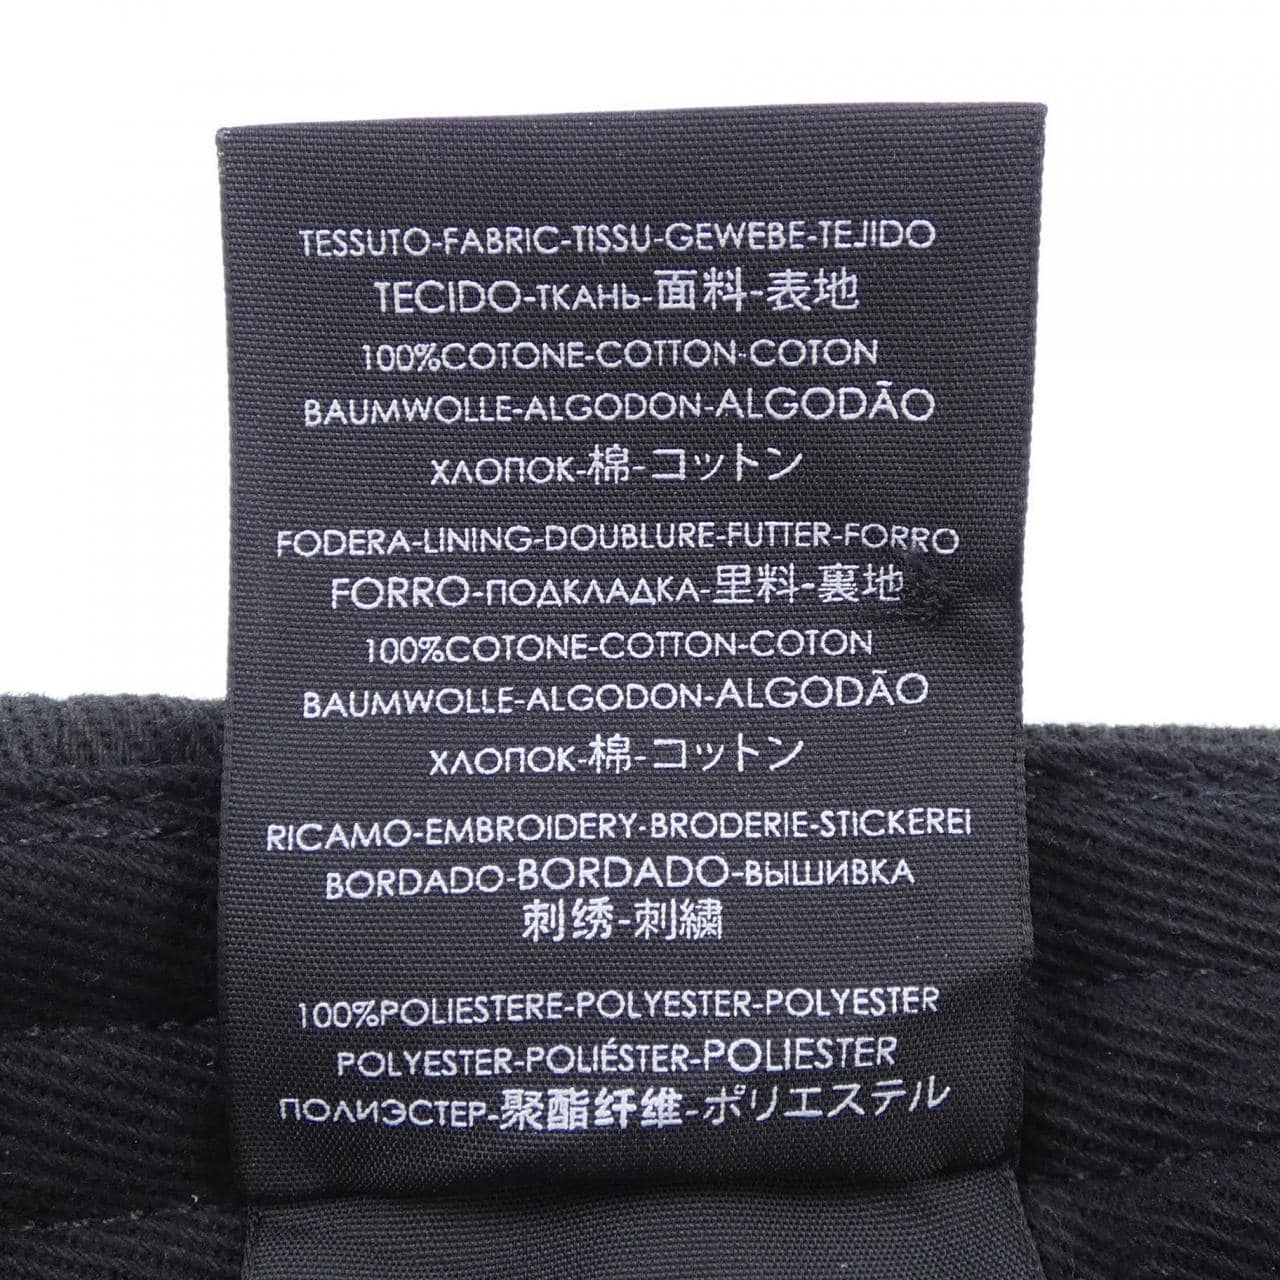 TESSUTO-FABRIC-TISSU-GEWEBE-TEJIDO
TECIDO-ТКАНЬ-面料-表地
100%COTONE-COTTON-COTON
BAUMWOLLE-ALGODON-ALGODÃO
ХЛОПОК-棉-コットン
FODERA-LINING-DOUBLURE-FUTTER-FORRO
FORRO-ПОДКЛАДКА-里料-裏地
100%COTONE-COTTON-COTON
BAUMWOLLE-ALGODON-ALGODÃO
ХЛОПОК-棉-コットン
RICAMO-EMBROIDERY-BRODERIE-STICKEREI
BORDADO-BORDADO-ВЫШИВКА
刺绣-刺繍
100%POLIESTERE-POLYESTER-POLYESTER
POLYESTER-POLIÉSTER-POLIESTER
ПОЛИЭСТЕР-聚酯纤维-ポリエステル